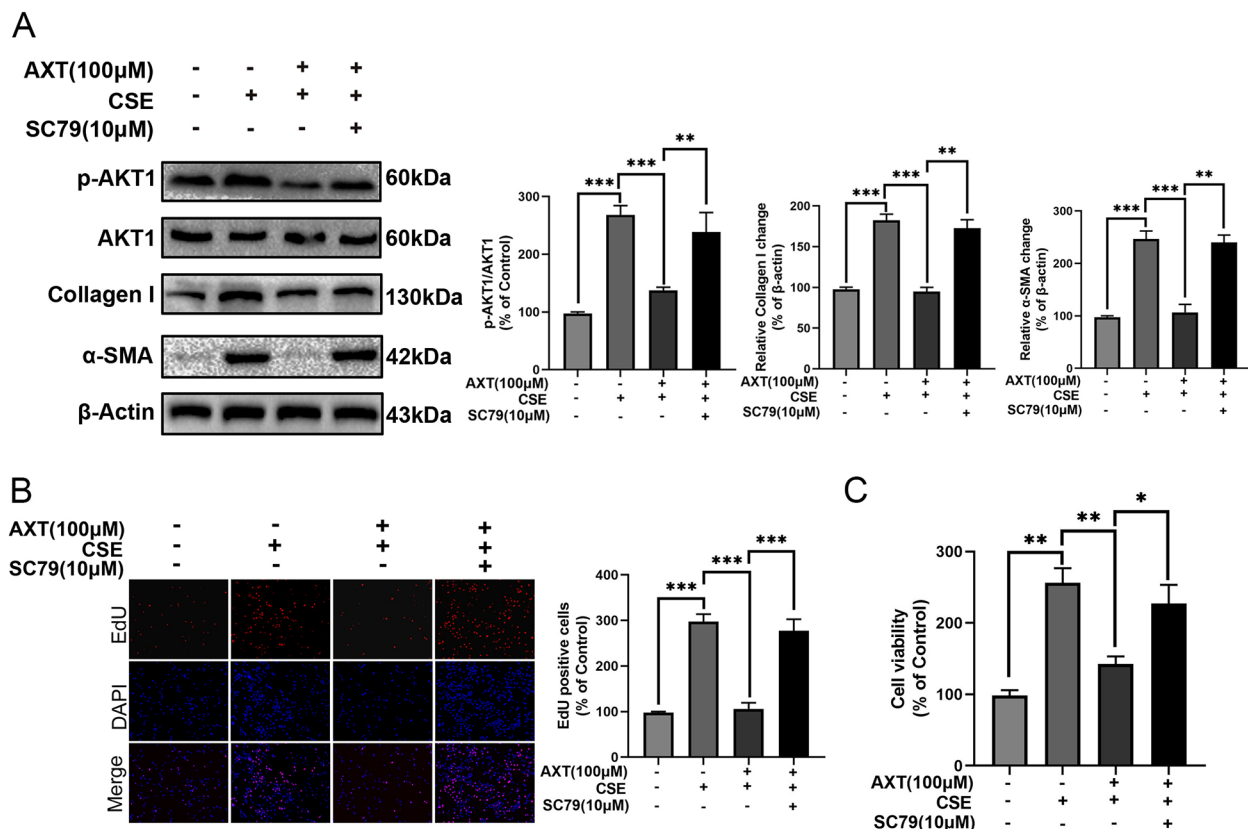 A
AXT(100μM) - - + +
CSE - + + +
SC79(10μM) - - - +
p-AKT1 60kDa
AKT1 60kDa
Collagen I 130kDa
α-SMA 42kDa
β-Actin 43kDa
p-AKT1/AKT1
(% of Control)
300
200
100
0
*** *** **
AXT(100μM) - - + +
CSE - + + +
SC79(10μM) - - - +
Relative Collagen I change
(% of β-actin)
200
150
100
50
0
*** *** **
AXT(100μM) - - + +
CSE - + + +
SC79(10μM) - - - +
Relative α-SMA change
(% of β-actin)
300
200
100
0
*** *** **
AXT(100μM) - - + +
CSE - + + +
SC79(10μM) - - - +
B
AXT(100μM) - - + +
CSE - + + +
SC79(10μM) - - - +
EdU
DAPI
Merge
EdU positive cells
(% of Control)
400
300
200
100
0
*** *** ***
AXT(100μM) - - + +
CSE - + + +
SC79(10μM) - - - +
C
Cell viability
(% of Control)
300
200
100
0
** ** *
AXT(100μM) - - + +
CSE - + + +
SC79(10μM) - - - +